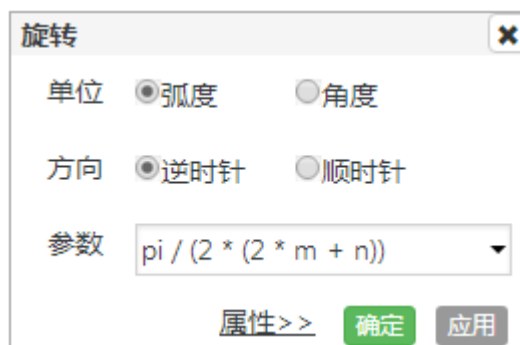 旋转
单位 弧度 角度
方向 逆时针 顺时针
参数 pi / (2 * (2 * m + n))
属性>> 确定 应用